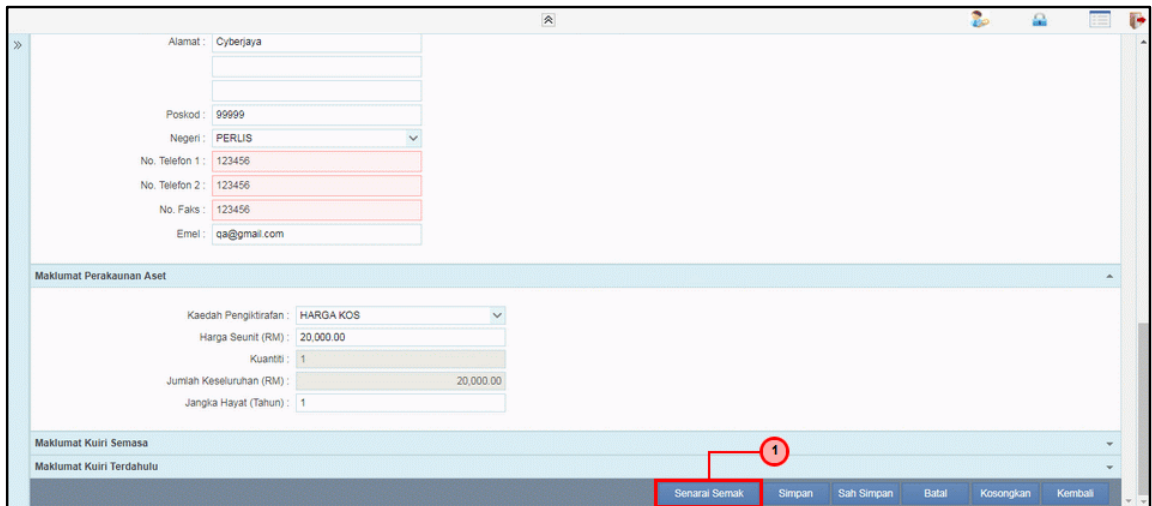 Alamat : Cyberjaya
Poskod : 99999
Negeri : PERLIS
No. Telefon 1 : 123456
No. Telefon 2 : 123456
No. Faks : 123456
Emel : qa@gmail.com
Maklumat Perakaunan Aset
Kaedah Pengiktirafan : HARGA KOS
Harga Seunit (RM) : 20,000.00
Kuantiti : 1
Jumlah Keseluruhan (RM) : 20,000.00
Jangka Hayat (Tahun) : 1
Maklumat Kuiri Semasa
1
Maklumat Kuiri Terdahulu
Senarai Semak Simpan Sah Simpan Batal Kosongkan Kembali